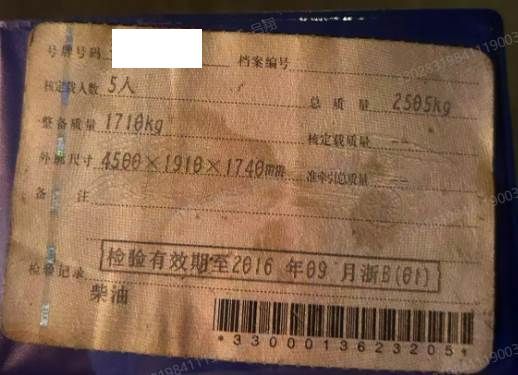 号牌号码 档案编号
核定载人数 5人 总质量 2505kg
整备质量 1710kg 核定载质量 --
外廓尺寸 4500×1910×1740mm 准牵引总质量 --
备注
检验记录 检验有效期至2016年09月浙B(01)
柴油
*3300013623205*